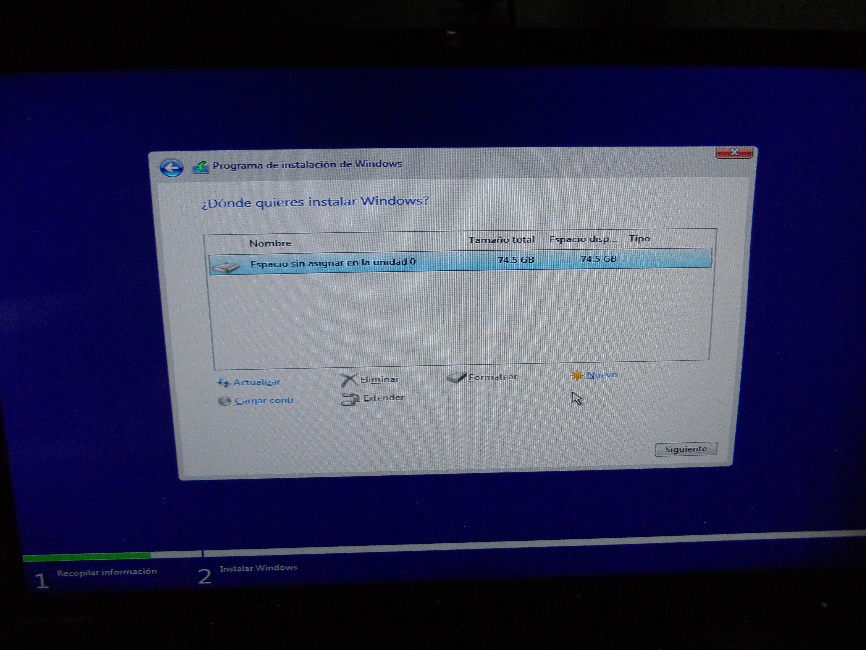 Programa de instalación de Windows
¿Dónde quieres instalar Windows?
Nombre Tamaño total Espacio disp... Tipo
Espacio sin asignar en la unidad 0 74.5 GB 74.5 GB
Actualizar Eliminar Formatear Nuevo
Cargar contr. Extender
Siguiente
1 Recopilar información 2 Instalar Windows